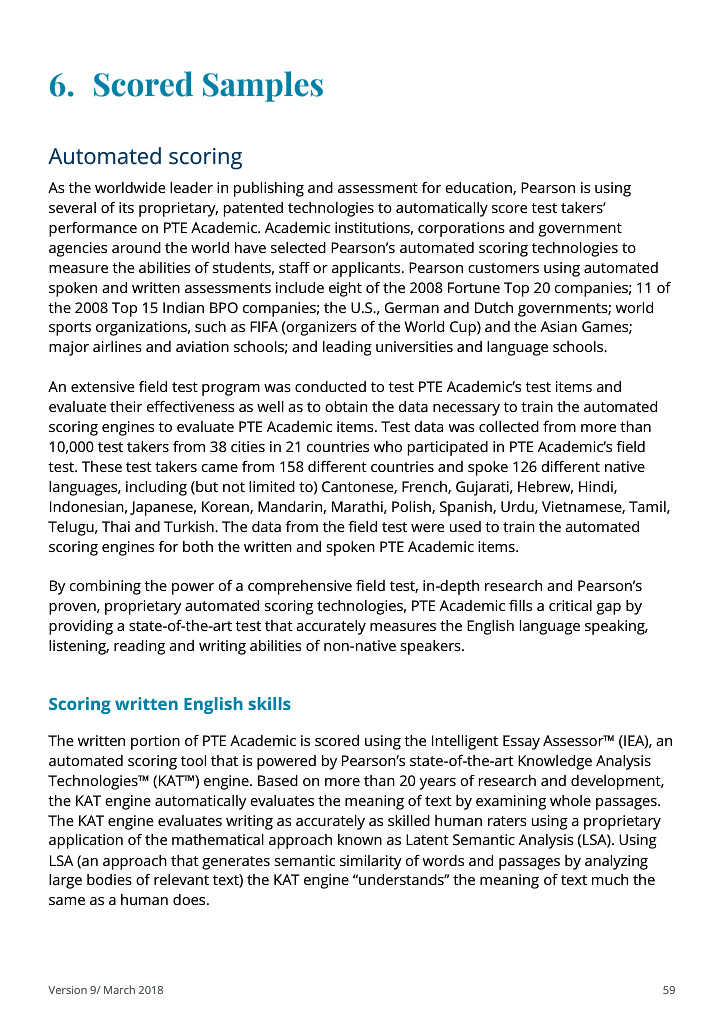 6. Scored Samples
Automated scoring
As the worldwide leader in publishing and assessment for education, Pearson is using
several of its proprietary, patented technologies to automatically score test takers’
performance on PTE Academic. Academic institutions, corporations and government
agencies around the world have selected Pearson’s automated scoring technologies to
measure the abilities of students, staff or applicants. Pearson customers using automated
spoken and written assessments include eight of the 2008 Fortune Top 20 companies; 11 of
the 2008 Top 15 Indian BPO companies; the U.S., German and Dutch governments; world
sports organizations, such as FIFA (organizers of the World Cup) and the Asian Games;
major airlines and aviation schools; and leading universities and language schools.
An extensive field test program was conducted to test PTE Academic’s test items and
evaluate their effectiveness as well as to obtain the data necessary to train the automated
scoring engines to evaluate PTE Academic items. Test data was collected from more than
10,000 test takers from 38 cities in 21 countries who participated in PTE Academic’s field
test. These test takers came from 158 different countries and spoke 126 different native
languages, including (but not limited to) Cantonese, French, Gujarati, Hebrew, Hindi,
Indonesian, Japanese, Korean, Mandarin, Marathi, Polish, Spanish, Urdu, Vietnamese, Tamil,
Telugu, Thai and Turkish. The data from the field test were used to train the automated
scoring engines for both the written and spoken PTE Academic items.
By combining the power of a comprehensive field test, in-depth research and Pearson’s
proven, proprietary automated scoring technologies, PTE Academic fills a critical gap by
providing a state-of-the-art test that accurately measures the English language speaking,
listening, reading and writing abilities of non-native speakers.
Scoring written English skills
The written portion of PTE Academic is scored using the Intelligent Essay Assessor™ (IEA), an
automated scoring tool that is powered by Pearson’s state-of-the-art Knowledge Analysis
Technologies™ (KAT™) engine. Based on more than 20 years of research and development,
the KAT engine automatically evaluates the meaning of text by examining whole passages.
The KAT engine evaluates writing as accurately as skilled human raters using a proprietary
application of the mathematical approach known as Latent Semantic Analysis (LSA). Using
LSA (an approach that generates semantic similarity of words and passages by analyzing
large bodies of relevant text) the KAT engine “understands” the meaning of text much the
same as a human does.
Version 9/ March 2018
59